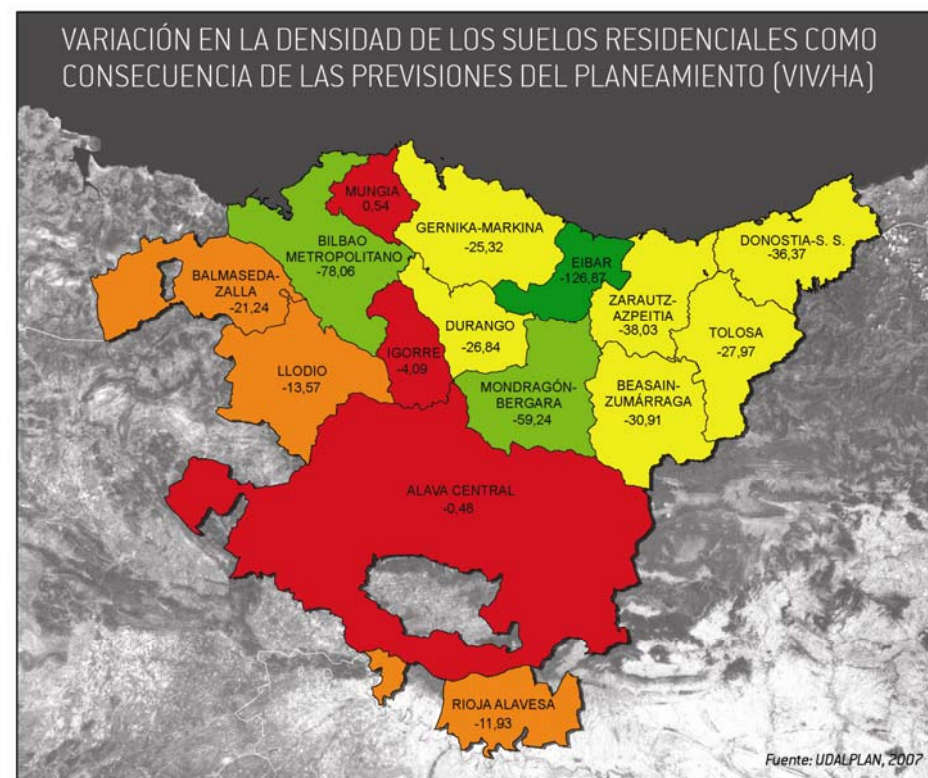 VARIACIÓN EN LA DENSIDAD DE LOS SUELOS RESIDENCIALES COMO
CONSECUENCIA DE LAS PREVISIONES DEL PLANEAMIENTO (VIV/HA)
MUNGIA
0,54
GERNIKA-MARKINA
-25,32
BILBAO
METROPOLITANO
-78,06
EIBAR
-126,87
DONOSTIA-S. S.
-36,37
BALMASEDA-
ZALLA
-21,24
ZARAUTZ-
AZPEITIA
-38,03
DURANGO
-26,84
TOLOSA
-27,97
IGORRE
-4,09
LLODIO
-13,57
MONDRAGÓN-
BERGARA
-59,24
BEASAIN-
ZUMÁRRAGA
-30,91
ALAVA CENTRAL
-0,48
RIOJA ALAVESA
-11,93
Fuente: UDALPLAN, 2007